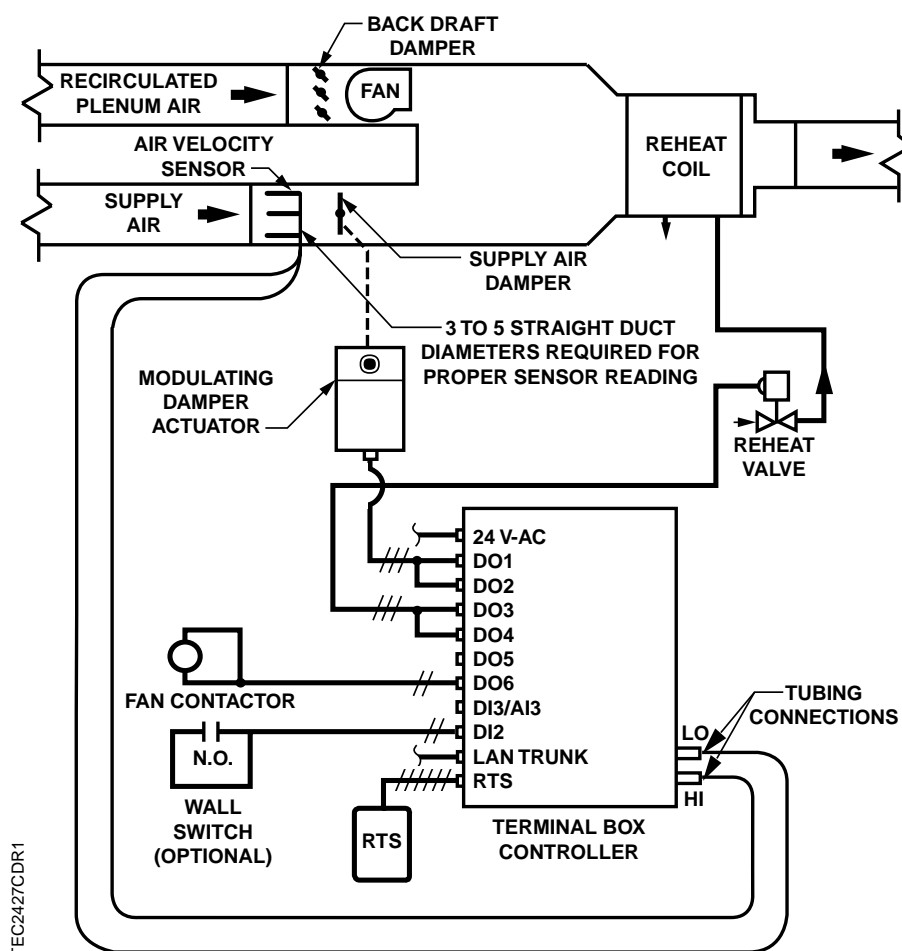 BACK DRAFT
DAMPER
RECIRCULATED
PLENUM AIR
FAN
AIR VELOCITY
SENSOR
REHEAT
COIL
SUPPLY
AIR
SUPPLY AIR
DAMPER
3 TO 5 STRAIGHT DUCT
DIAMETERS REQUIRED FOR
PROPER SENSOR READING
MODULATING
DAMPER
ACTUATOR
REHEAT
VALVE
24 V-AC
DO1
DO2
DO3
DO4
DO5
DO6
DI3/AI3
DI2
LAN TRUNK
RTS
FAN CONTACTOR
N.O.
WALL
SWITCH
(OPTIONAL)
RTS
TUBING
CONNECTIONS
LO
HI
TERMINAL BOX
CONTROLLER
TEC2427CDR1